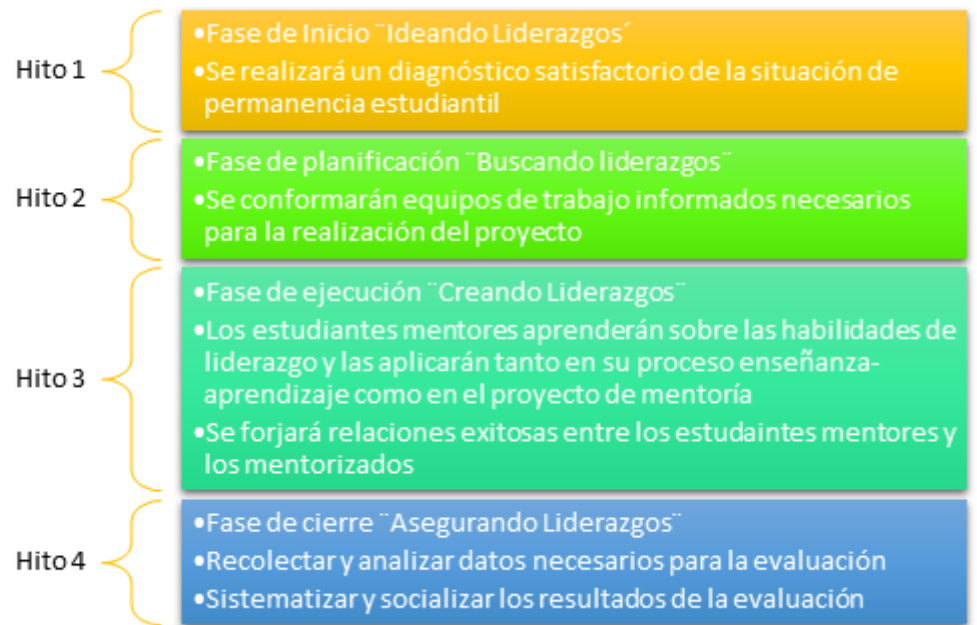 Hito 1
•Fase de Inicio ¨Ideando Liderazgos´
•Se realizará un diagnóstico satisfactorio de la situación de
permanencia estudiantil
Hito 2
•Fase de planificación ¨Buscando liderazgos¨
•Se conformarán equipos de trabajo informados necesarios
para la realización del proyecto
Hito 3
•Fase de ejecución ¨Creando Liderazgos¨
•Los estudiantes mentores aprenderán sobre las habilidades de
liderazgo y las aplicarán tanto en su proceso enseñanza-
aprendizaje como en el proyecto de mentoría
•Se forjará relaciones exitosas entre los estudaintes mentores y
los mentorizados
Hito 4
•Fase de cierre ¨Asegurando Liderazgos¨
•Recolectar y analizar datos necesarios para la evaluación
•Sistematizar y socializar los resultados de la evaluación